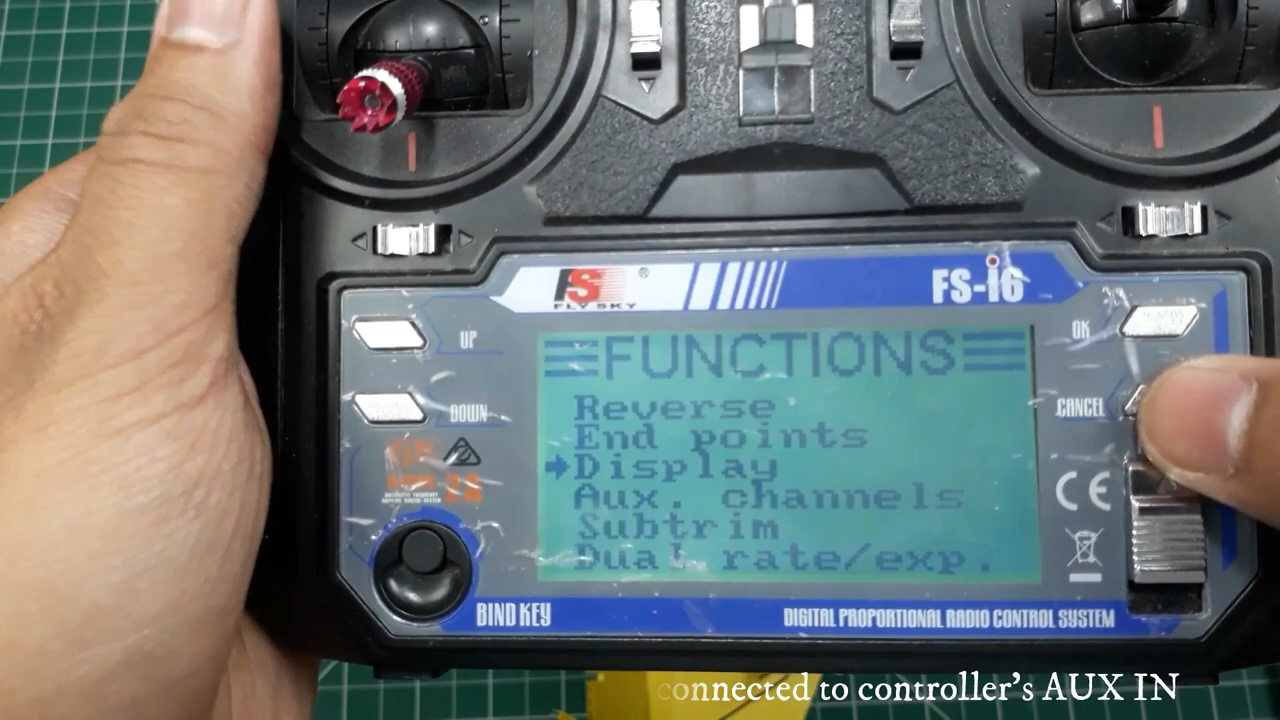 FS ®
FLY SKY
FS-i6
UP
OK
FUNCTIONS
Reverse
DOWN
CANCEL
End points
Display
Aux. channels
CE
Subtrim
Dual rate/exp.
BIND KEY
DIGITAL PROPORTIONAL RADIO CONTROL SYSTEM
connected to controller's AUX IN